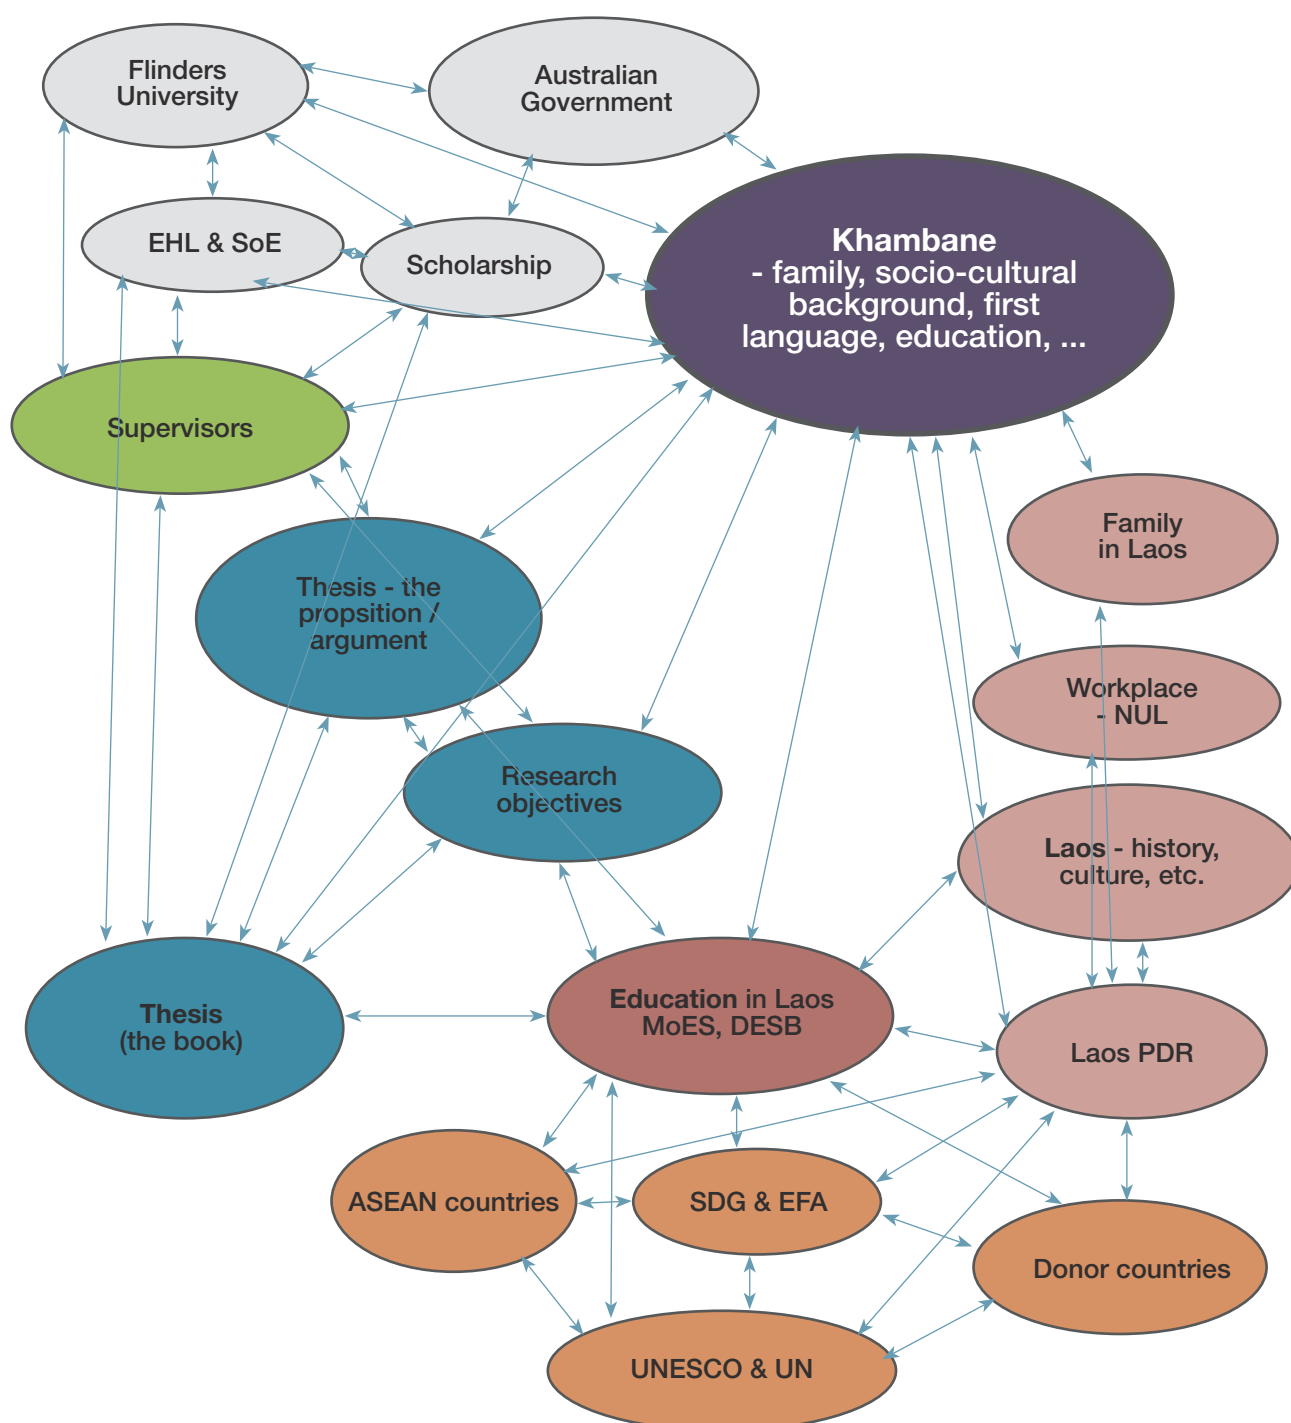 Flinders
University
Australian
Government
EHL & SoE
Scholarship
Khambane
- family, socio-cultural
background, first
language, education, ...
Supervisors
Family
in Laos
Thesis - the
propsition /
argument
Workplace
- NUL
Research
objectives
Laos - history,
culture, etc.
Thesis
(the book)
Education in Laos
MoES, DESB
Laos PDR
ASEAN countries
SDG & EFA
Donor countries
UNESCO & UN